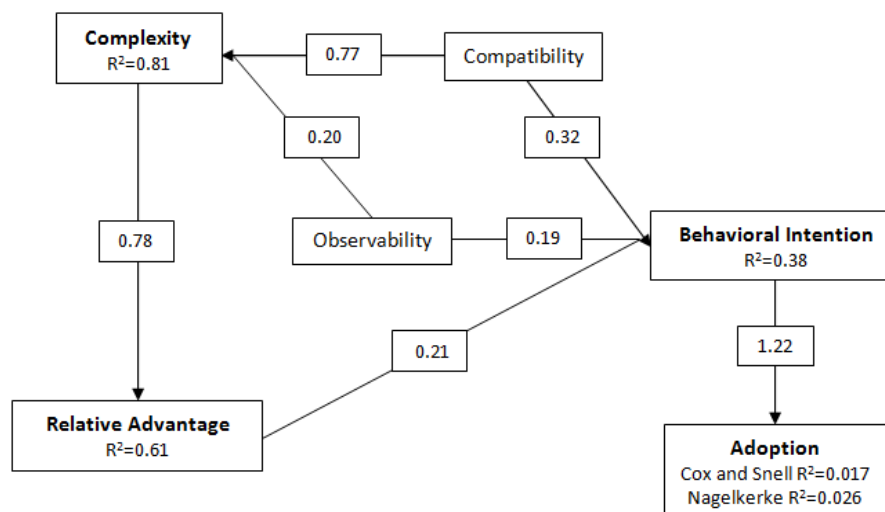 Complexity
R²=0.81
0.77
Compatibility
0.20
0.32
0.78
Observability
0.19
Behavioral Intention
R²=0.38
0.21
1.22
Relative Advantage
R²=0.61
Adoption
Cox and Snell R²=0.017
Nagelkerke R²=0.026